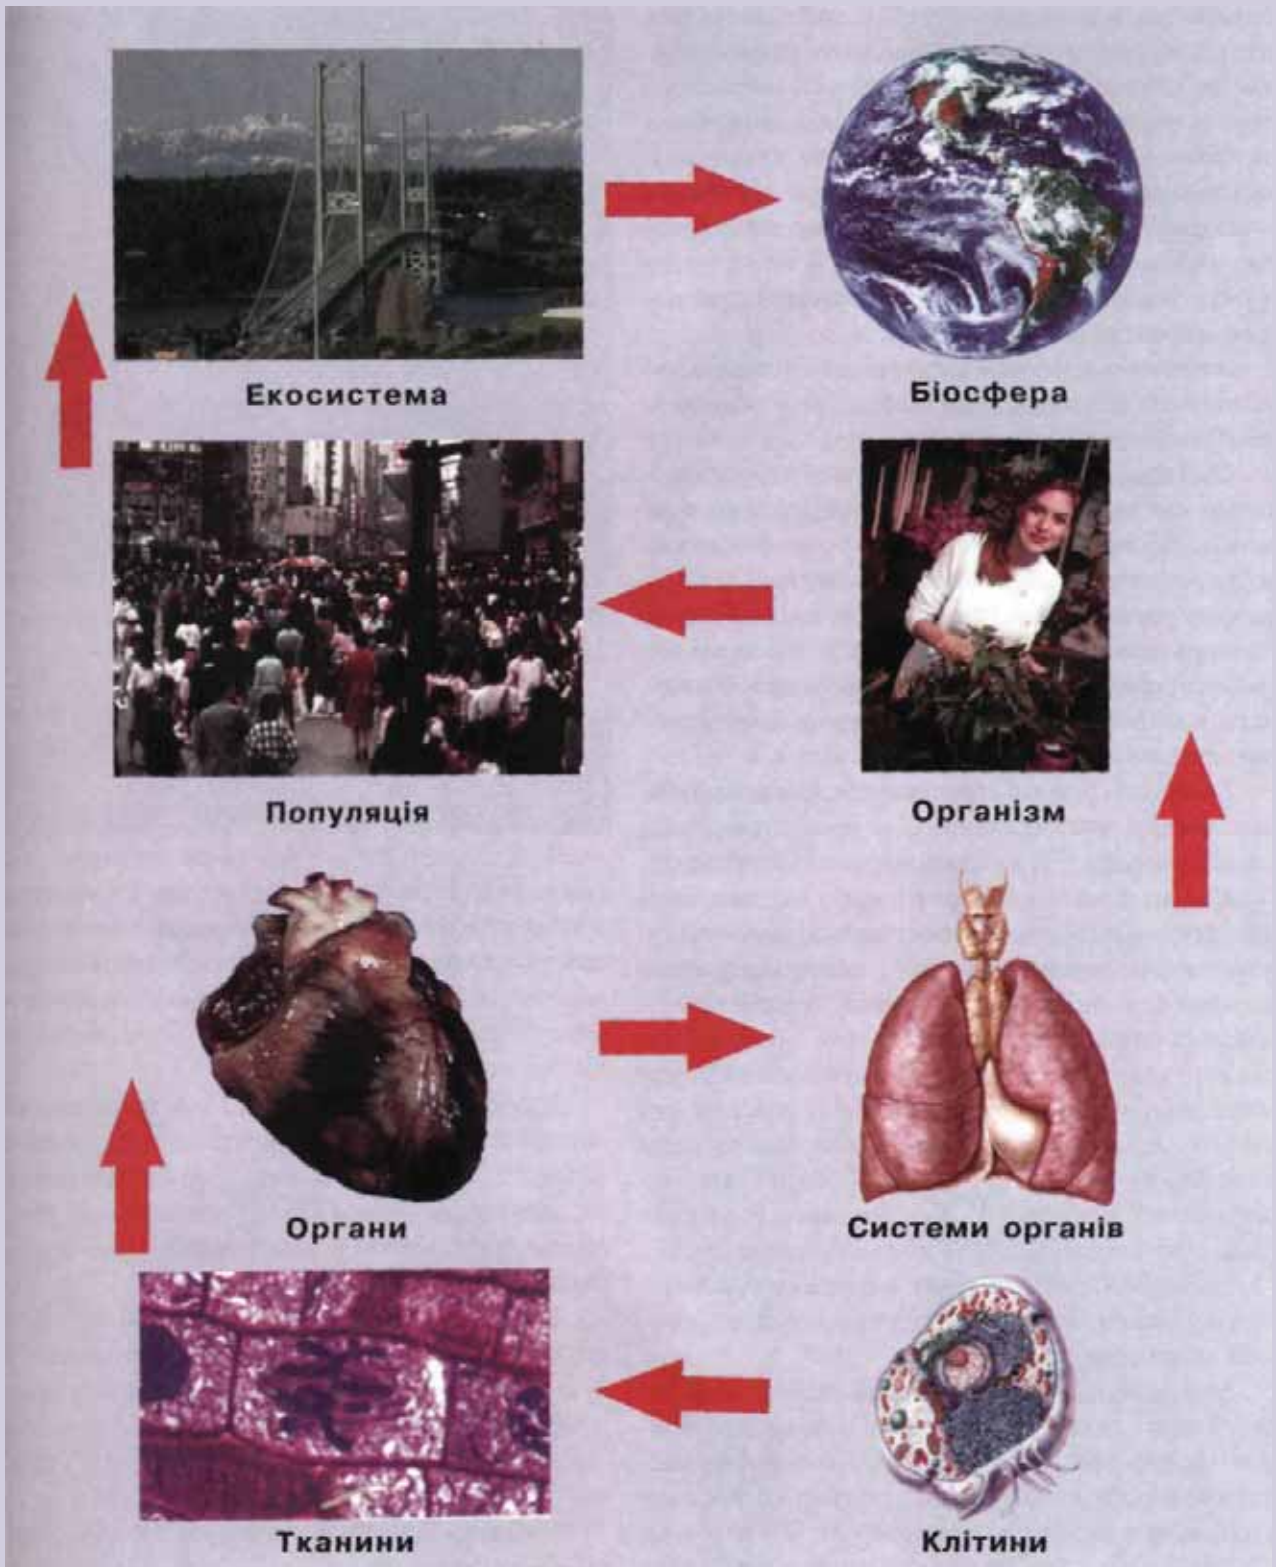 Екосистема
Біосфера
Популяція
Організм
Органи
Системи органів
Тканини
Клітини